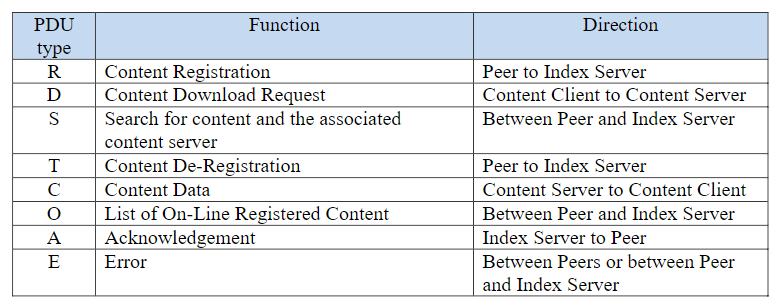 PDU type Function Direction
R Content Registration Peer to Index Server
D Content Download Request Content Client to Content Server
S Search for content and the associated content server Between Peer and Index Server
T Content De-Registration Peer to Index Server
C Content Data Content Server to Content Client
O List of On-Line Registered Content Between Peer and Index Server
A Acknowledgement Index Server to Peer
E Error Between Peers or between Peer and Index Server